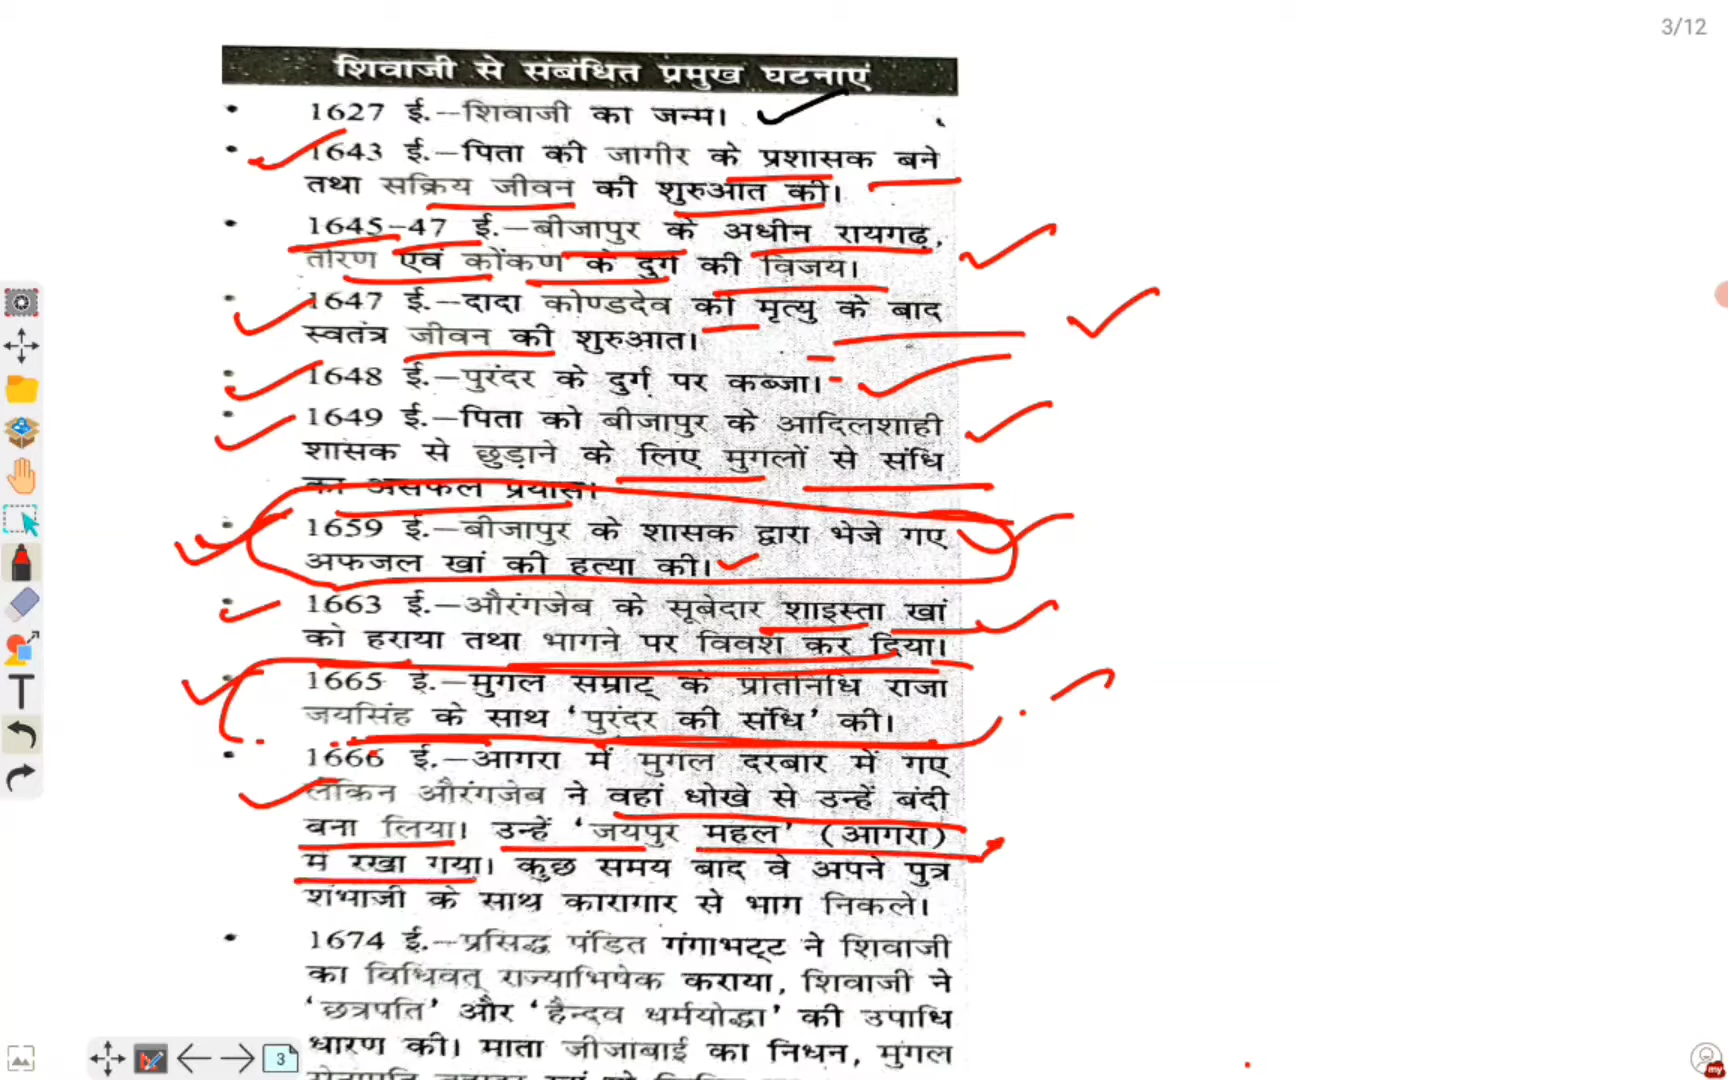 3/12
शिवाजी से संबंधित प्रमुख घटनाएं
• 1627 ई.–शिवाजी का जन्म।
• 1643 ई.–पिता की जागीर के प्रशासक बने
तथा सक्रिय जीवन की शुरुआत की।
• 1645–47 ई.–बीजापुर के अधीन रायगढ़,
तोरण एवं कोंकण के दुर्ग की विजय।
• 1647 ई.–दादा कोण्डदेव की मृत्यु के बाद
स्वतंत्र जीवन की शुरुआत।
• 1648 ई.–पुरंदर के दुर्ग पर कब्जा।
• 1649 ई.–पिता को बीजापुर के आदिलशाही
शासक से छुड़ाने के लिए मुगलों से संधि
का असफल प्रयास।
• 1659 ई.–बीजापुर के शासक द्वारा भेजे गए
अफजल खां की हत्या की।
• 1663 ई.–औरंगजेब के सूबेदार शाइस्ता खां
को हराया तथा भागने पर विवश कर दिया।
• 1665 ई.–मुगल सम्राट् के प्रतिनिधि राजा
जयसिंह के साथ ‘पुरंदर की संधि’ की।
• 1666 ई.–आगरा में मुगल दरबार में गए
लेकिन औरंगजेब ने वहां धोखे से उन्हें बंदी
बना लिया। उन्हें ‘जयपुर महल’ (आगरा)
में रखा गया। कुछ समय बाद वे अपने पुत्र
शंभाजी के साथ कारागार से भाग निकले।
• 1674 ई.–प्रसिद्ध पंडित गंगाभट्ट ने शिवाजी
का विधिवत् राज्याभिषेक कराया, शिवाजी ने
‘छत्रपति’ और ‘हैन्दव धर्मयोद्धा’ की उपाधि
धारण की। माता जीजाबाई का निधन, मुगल
T
3
my